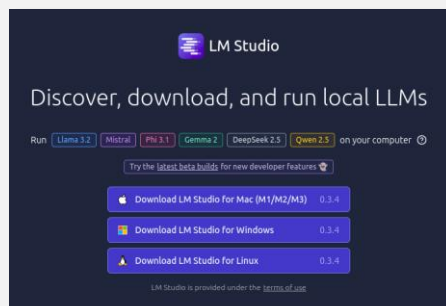 LM Studio
Discover, download, and run local LLMs
Run Llama 3.2 Mistral Phi 3.1 Gemma 2 DeepSeek 2.5 Qwen 2.5 on your computer
Try the latest beta builds for new developer features 👻
Download LM Studio for Mac (M1/M2/M3) 0.3.4
Download LM Studio for Windows 0.3.4
Download LM Studio for Linux 0.3.4
LM Studio is provided under the terms of use